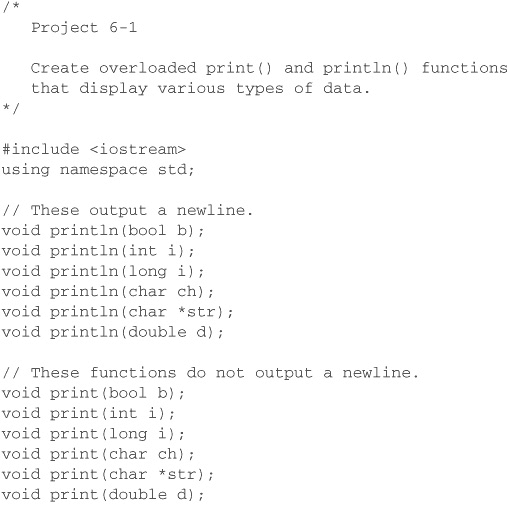 /*
   Project 6-1

   Create overloaded print() and println() functions
   that display various types of data.
*/

#include <iostream>
using namespace std;

// These output a newline.
void println(bool b);
void println(int i);
void println(long i);
void println(char ch);
void println(char *str);
void println(double d);

// These functions do not output a newline.
void print(bool b);
void print(int i);
void print(long i);
void print(char ch);
void print(char *str);
void print(double d);